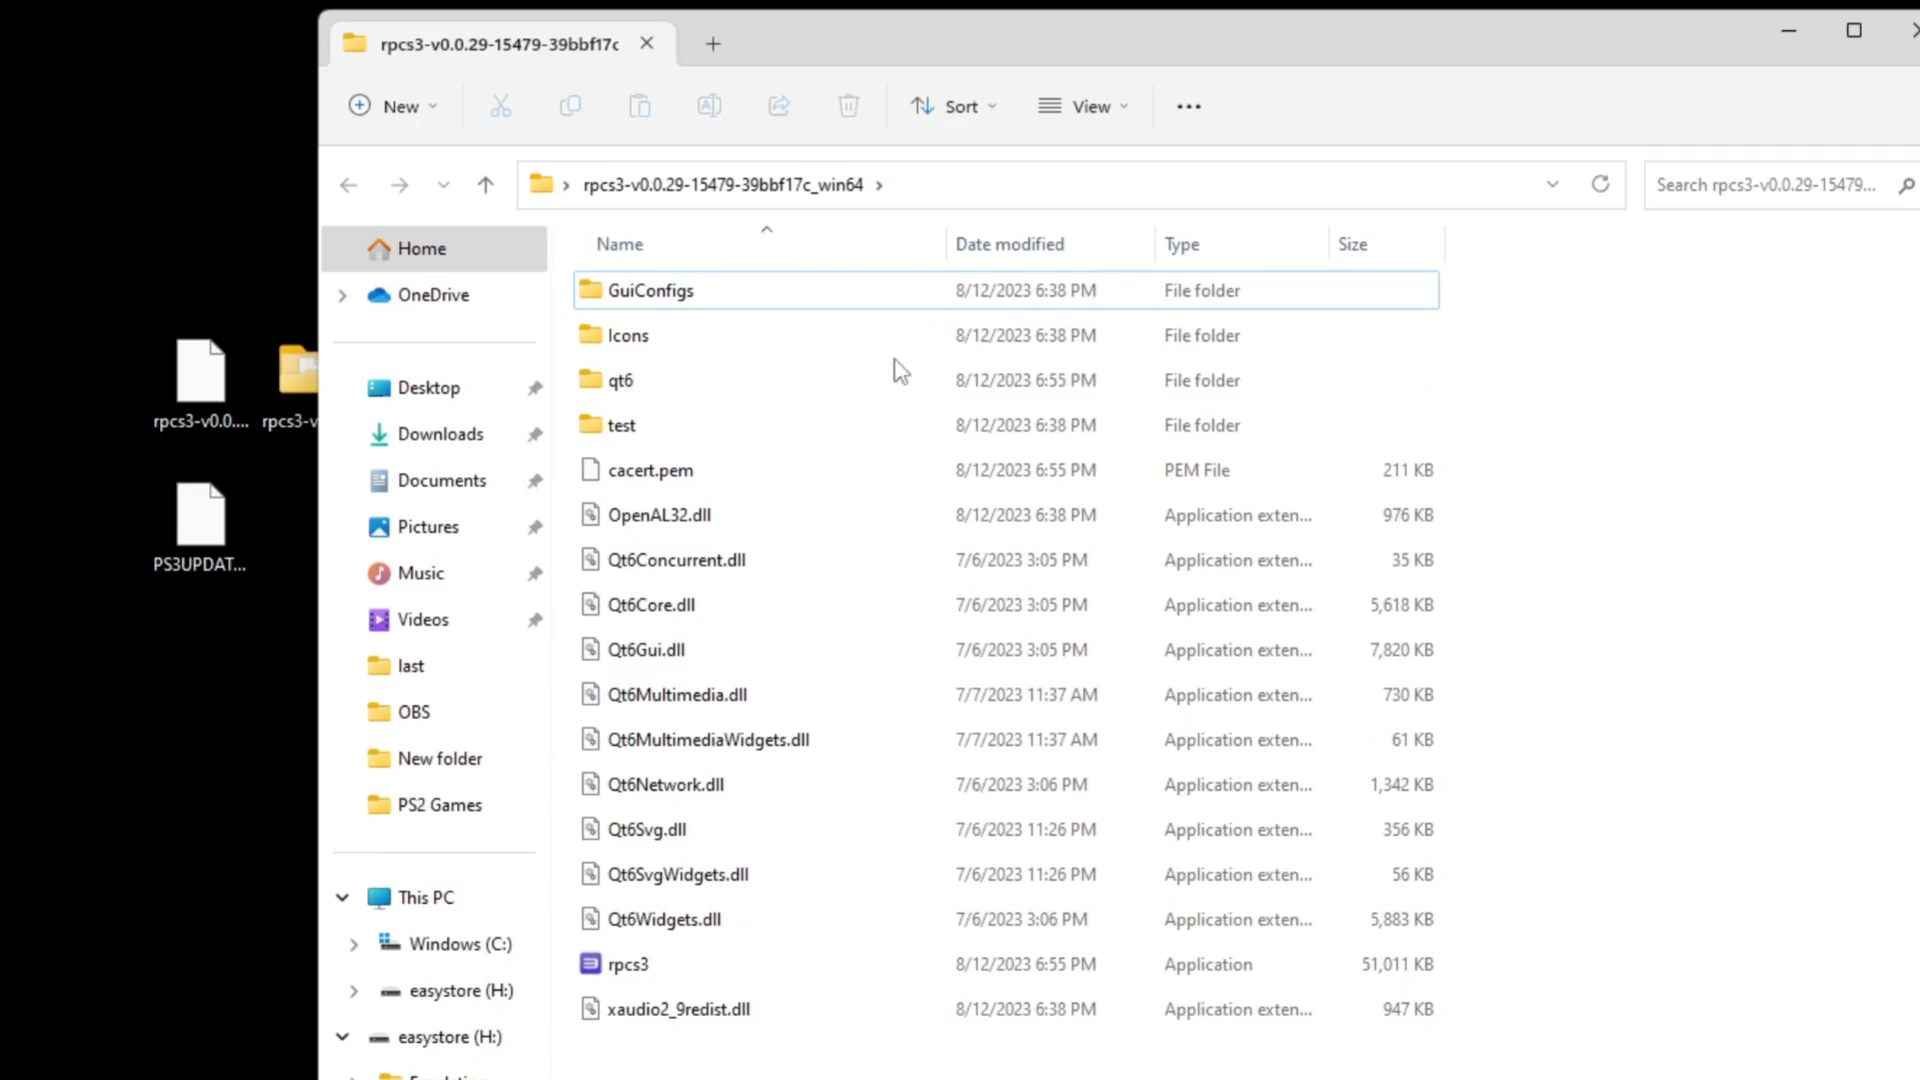 rpcs3-v0.0.29-15479-39bbf17c
New
Sort
View
rpcs3-v0.0.29-15479-39bbf17c_win64
Search rpcs3-v0.0.29-15479...
Home
OneDrive
Desktop
Downloads
Documents
Pictures
Music
Videos
last
OBS
New folder
PS2 Games
This PC
Windows (C:)
easystore (H:)
easystore (H:)
rpcs3-v0.0....
rpcs3-v
PS3UPDAT...
Name Date modified Type Size
GuiConfigs 8/12/2023 6:38 PM File folder
Icons 8/12/2023 6:38 PM File folder
qt6 8/12/2023 6:55 PM File folder
test 8/12/2023 6:38 PM File folder
cacert.pem 8/12/2023 6:55 PM PEM File 211 KB
OpenAL32.dll 8/12/2023 6:38 PM Application exten... 976 KB
Qt6Concurrent.dll 7/6/2023 3:05 PM Application exten... 35 KB
Qt6Core.dll 7/6/2023 3:05 PM Application exten... 5,618 KB
Qt6Gui.dll 7/6/2023 3:05 PM Application exten... 7,820 KB
Qt6Multimedia.dll 7/7/2023 11:37 AM Application exten... 730 KB
Qt6MultimediaWidgets.dll 7/7/2023 11:37 AM Application exten... 61 KB
Qt6Network.dll 7/6/2023 3:06 PM Application exten... 1,342 KB
Qt6Svg.dll 7/6/2023 11:26 PM Application exten... 356 KB
Qt6SvgWidgets.dll 7/6/2023 11:26 PM Application exten... 56 KB
Qt6Widgets.dll 7/6/2023 3:06 PM Application exten... 5,883 KB
rpcs3 8/12/2023 6:55 PM Application 51,011 KB
xaudio2_9redist.dll 8/12/2023 6:38 PM Application exten... 947 KB